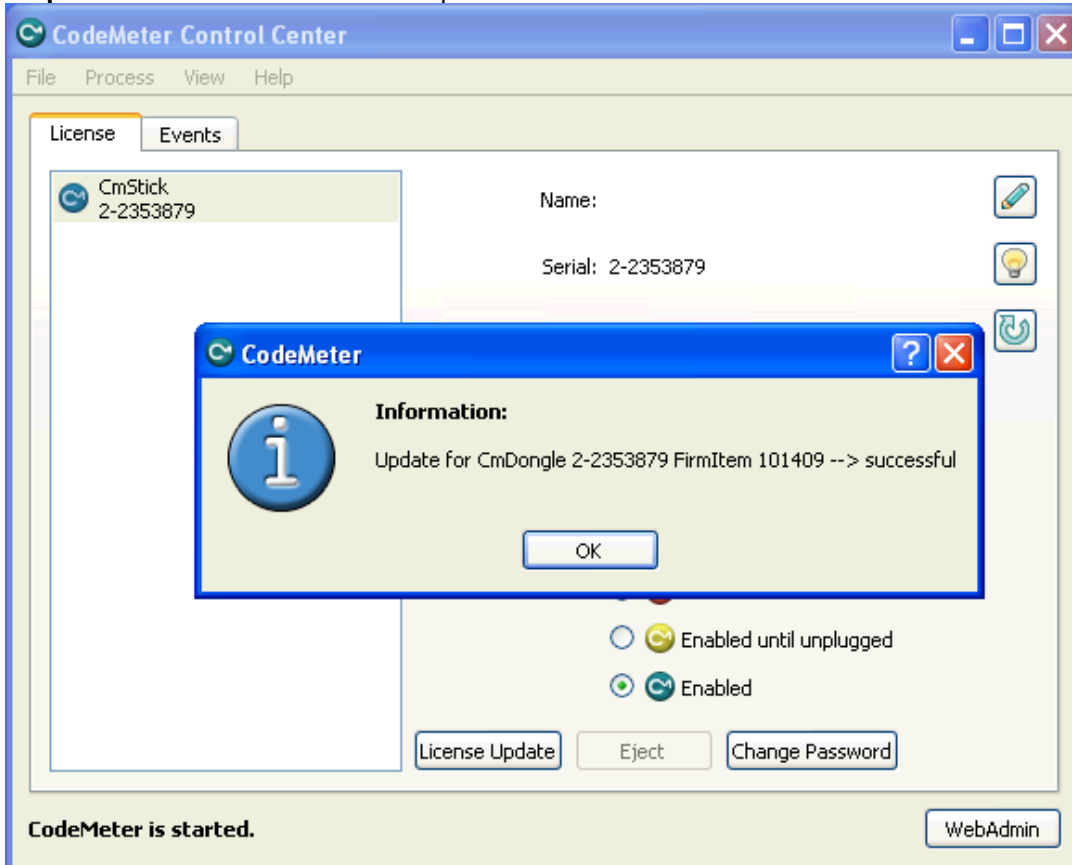 CodeMeter Control Center
File Process View Help
License Events
CmStick
2-2353879
Name:
Serial: 2-2353879
CodeMeter
Information:
Update for CmDongle 2-2353879 FirmItem 101409 --> successful
OK
Enabled until unplugged
Enabled
License Update Eject Change Password
CodeMeter is started.
WebAdmin